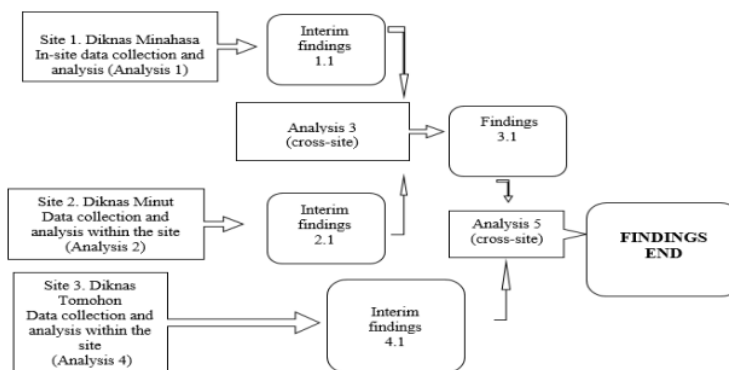 Site 1. Diknas Minahasa
In-site data collection and
analysis (Analysis 1)
Interim
findings
1.1
Analysis 3
(cross-site)
Findings
3.1
Site 2. Diknas Minut
Data collection and
analysis within the site
(Analysis 2)
Interim
findings
2.1
Analysis 5
(cross-site)
FINDINGS
END
Site 3. Diknas
Tomohon
Data collection and
analysis within the
site
(Analysis 4)
Interim
findings
4.1